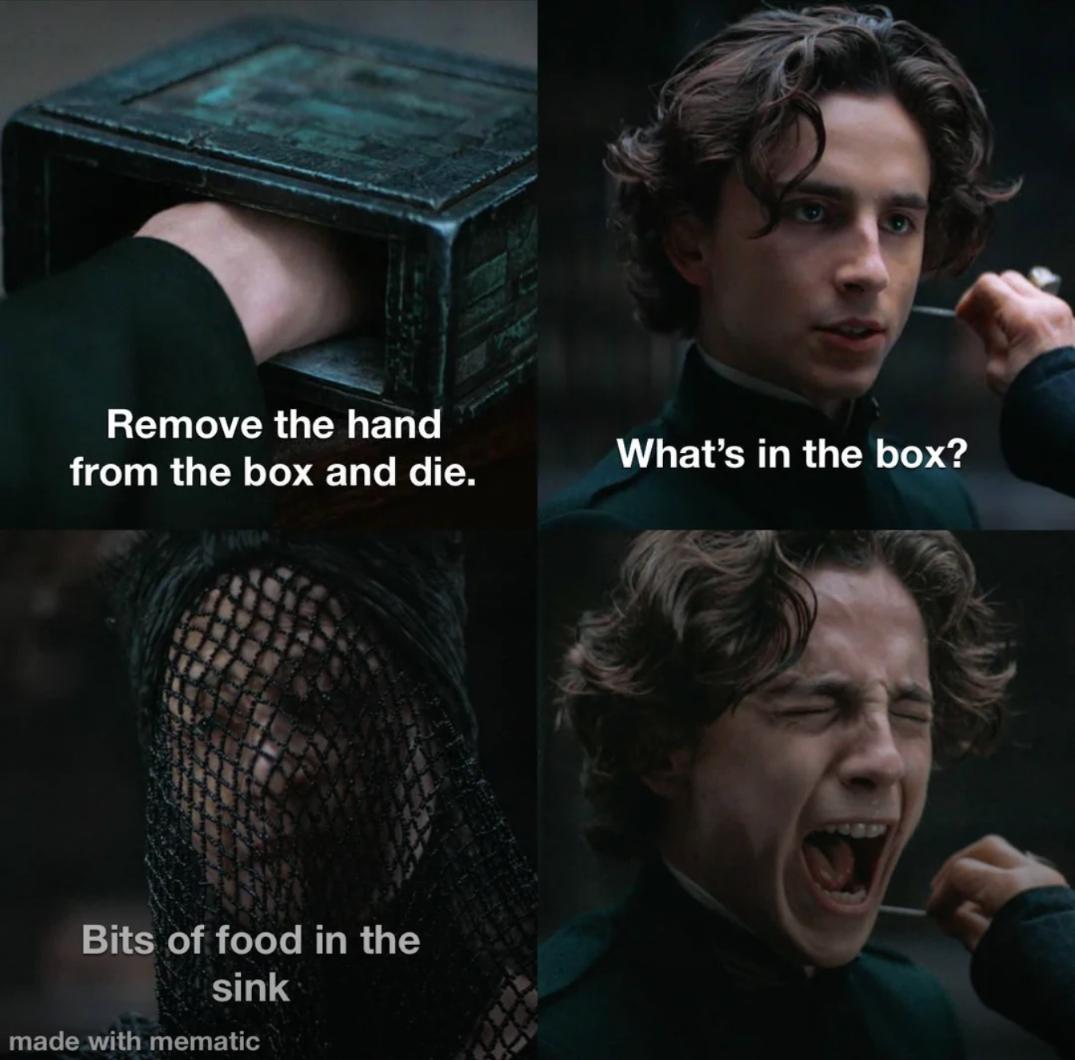 Remove the hand
from the box and die.
What's in the box?
Bits of food in the
sink
made with mematic